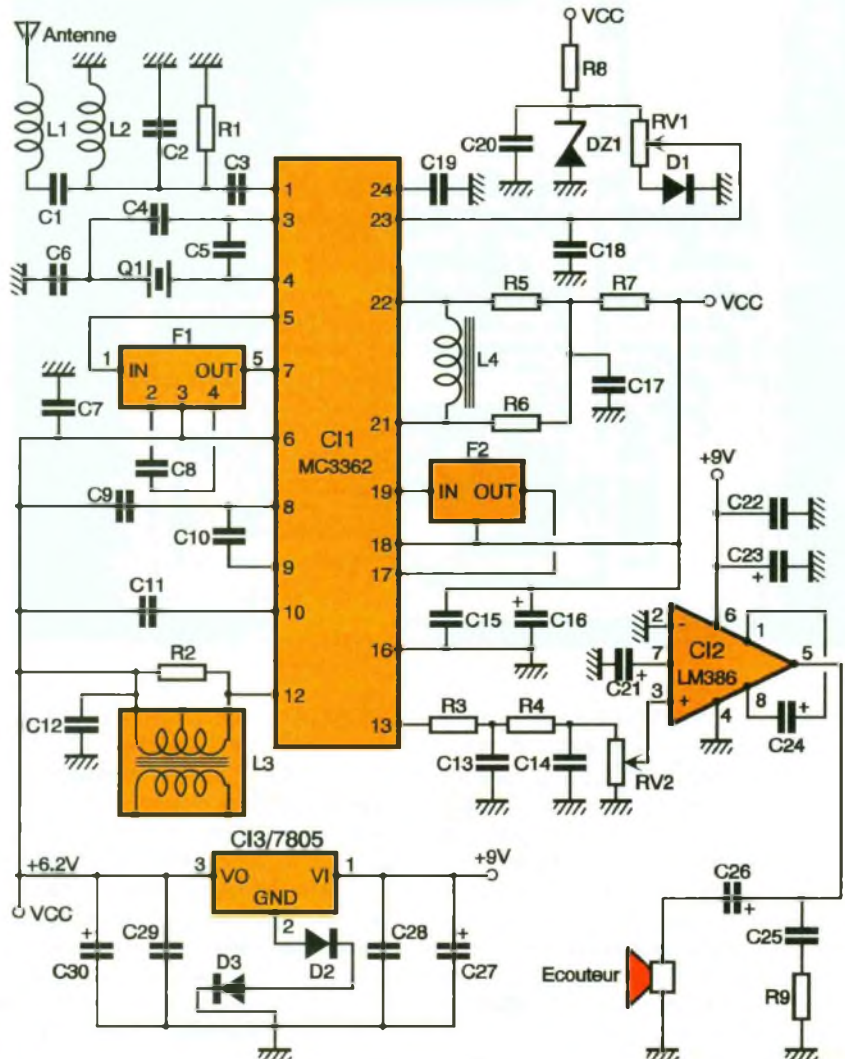 Antenne
VCC
R8
L1
L2
C2
R1
C20
DZ1
RV1
D1
C3
C19
C1
1
24
C4
3
23
C5
C6
Q1
4
C18
5
22
R5
R7
VCC
F1
1
IN
OUT
5
7
2
3
4
L4
C17
C7
6
21
R6
CI1
MC3362
F2
+9V
C8
19
IN
OUT
C22
C9
8
18
C10
17
C23
+
9
C11
10
C15
+
C16
2
-
6
1
16
CI2
5
7
LM386
C21
+
3
+
8
+
4
C24
R2
12
C12
L3
13
R3
R4
C13
C14
RV2
CI3/7805
+6.2V
3
VO
VI
1
+9V
GND
VCC
2
C26
+
+
C30
C29
D3
D2
C28
+
C27
C25
Ecouteur
R9